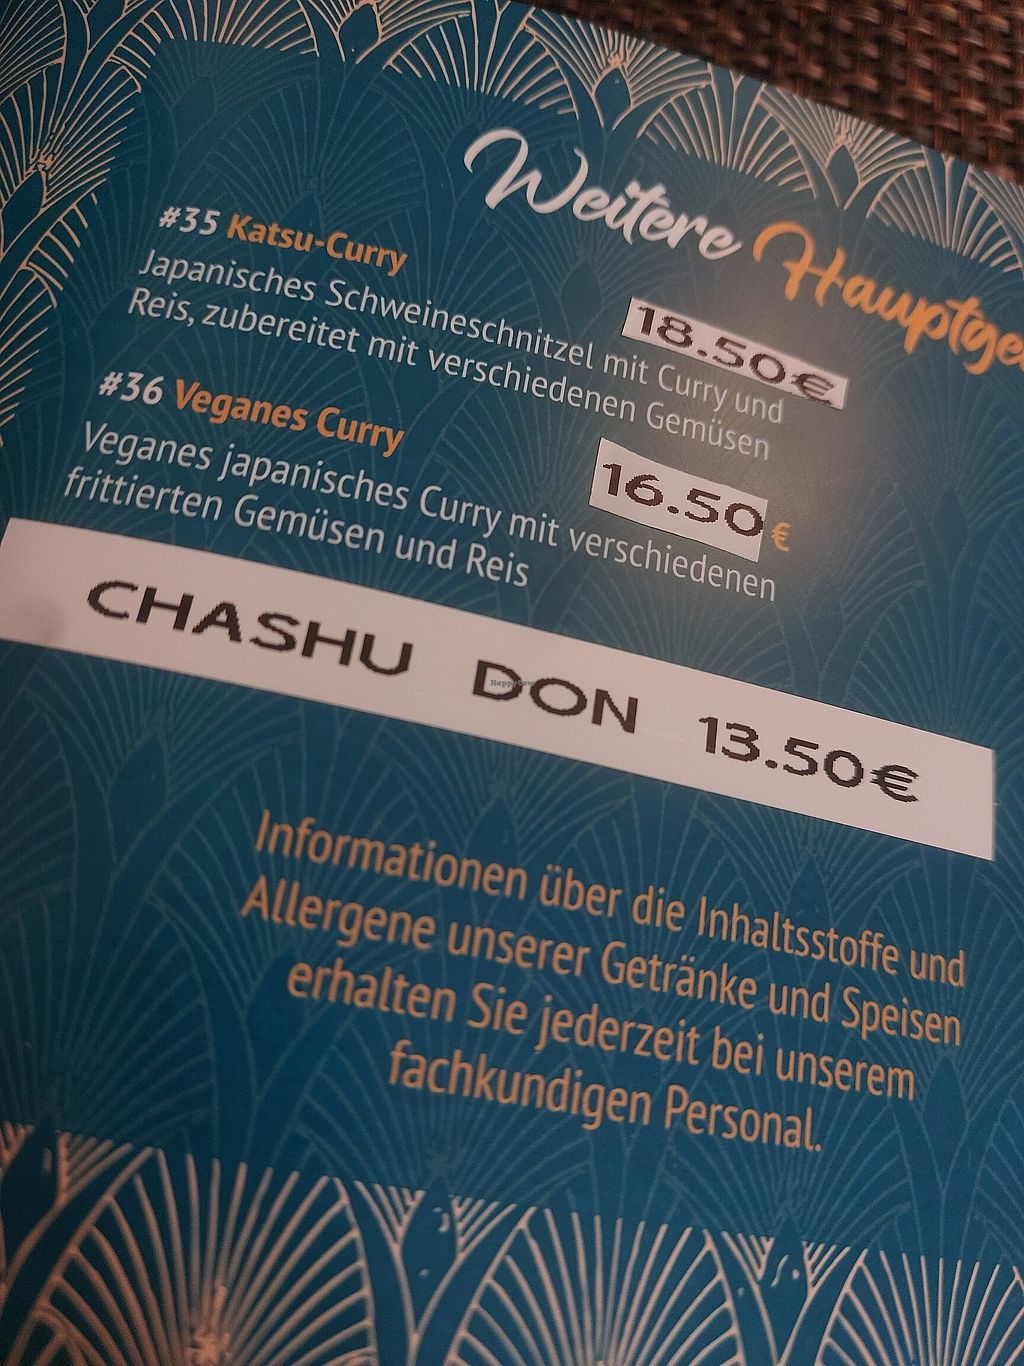 Weitere Hauptge
#35 Katsu-Curry
18.50€
Japanisches Schweineschnitzel mit Curry und
Reis, zubereitet mit verschiedenen Gemüsen
#36 Veganes Curry
16.50€
Veganes japanisches Curry mit verschiedenen
frittierten Gemüsen und Reis
CHASHU DON 13.50€
HappyCow
Informationen über die Inhaltsstoffe und
Allergene unserer Getränke und Speisen
erhalten Sie jederzeit bei unserem
fachkundigen Personal.